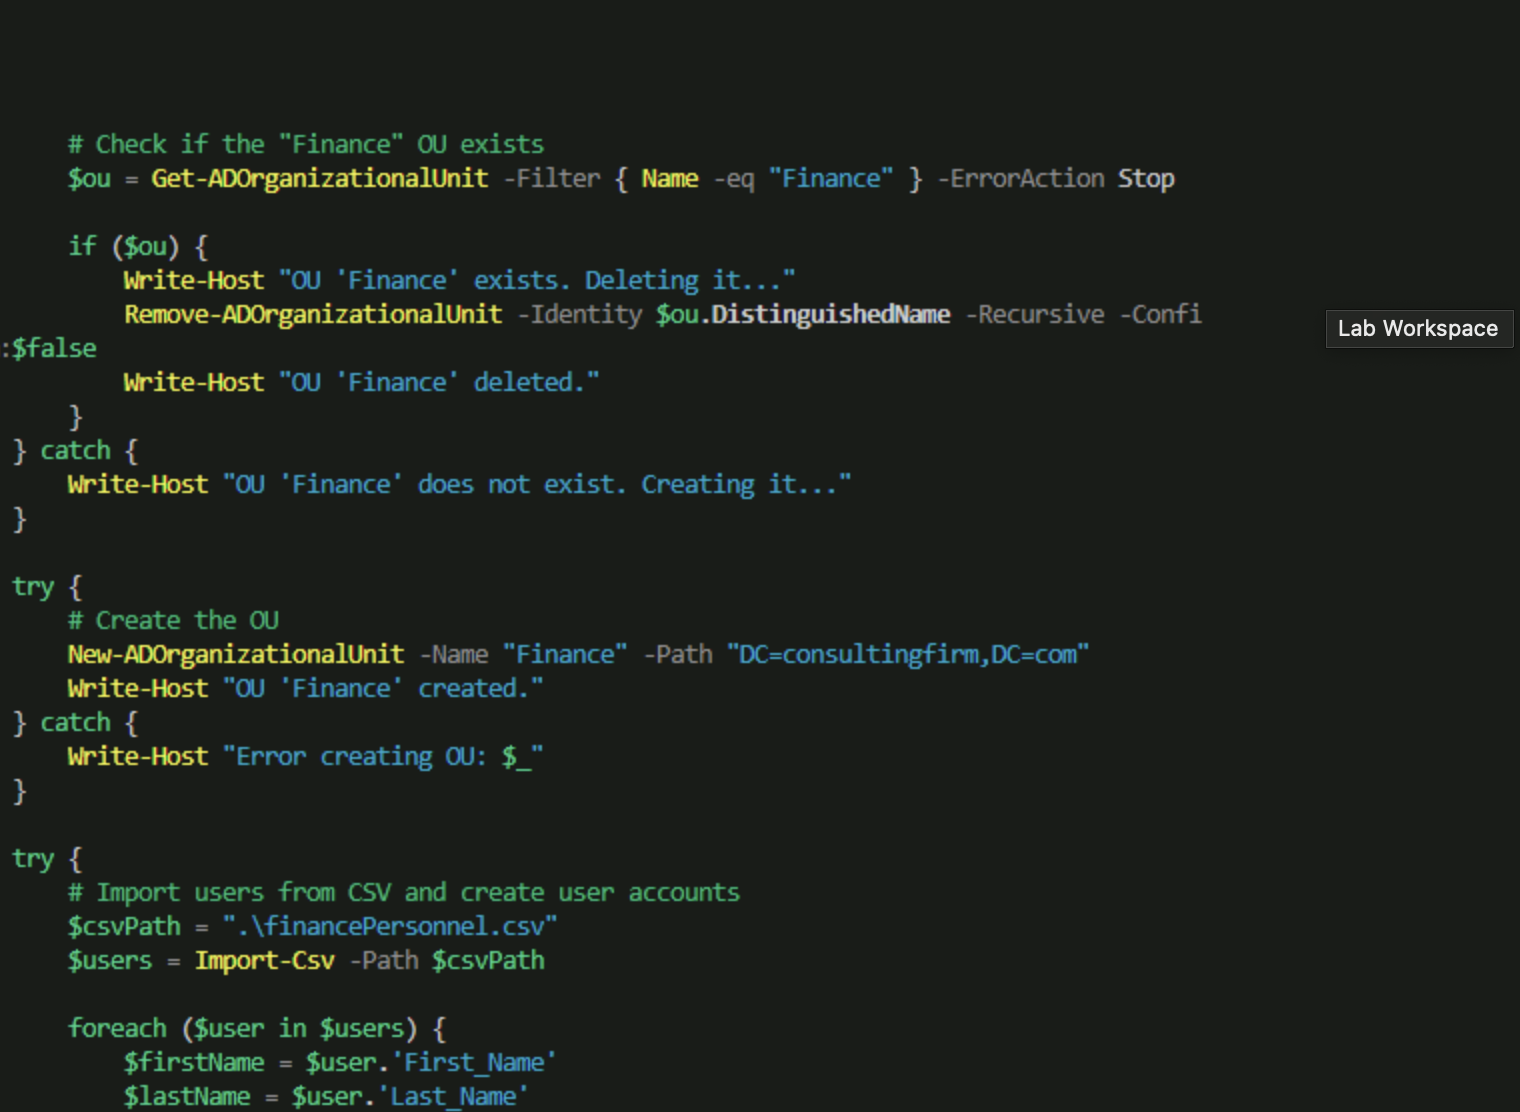 # Check if the "Finance" OU exists
$ou = Get-ADOrganizationalUnit -Filter { Name -eq "Finance" } -ErrorAction Stop
if ($ou) {
Write-Host "OU 'Finance' exists. Deleting it..."
Remove-ADOrganizationalUnit -Identity $ou.DistinguishedName -Recursive -Confi
:$false
Lab Workspace
Write-Host "OU 'Finance' deleted."
}
} catch {
Write-Host "OU 'Finance' does not exist. Creating it..."
}
try {
# Create the OU
New-ADOrganizationalUnit -Name "Finance" -Path "DC=consultingfirm,DC=com"
Write-Host "OU 'Finance' created."
} catch {
Write-Host "Error creating OU: $_"
}
try {
# Import users from CSV and create user accounts
$csvPath = ".\financePersonnel.csv"
$users = Import-Csv -Path $csvPath
foreach ($user in $users) {
$firstName = $user.'First_Name'
$lastName = $user.'Last_Name'